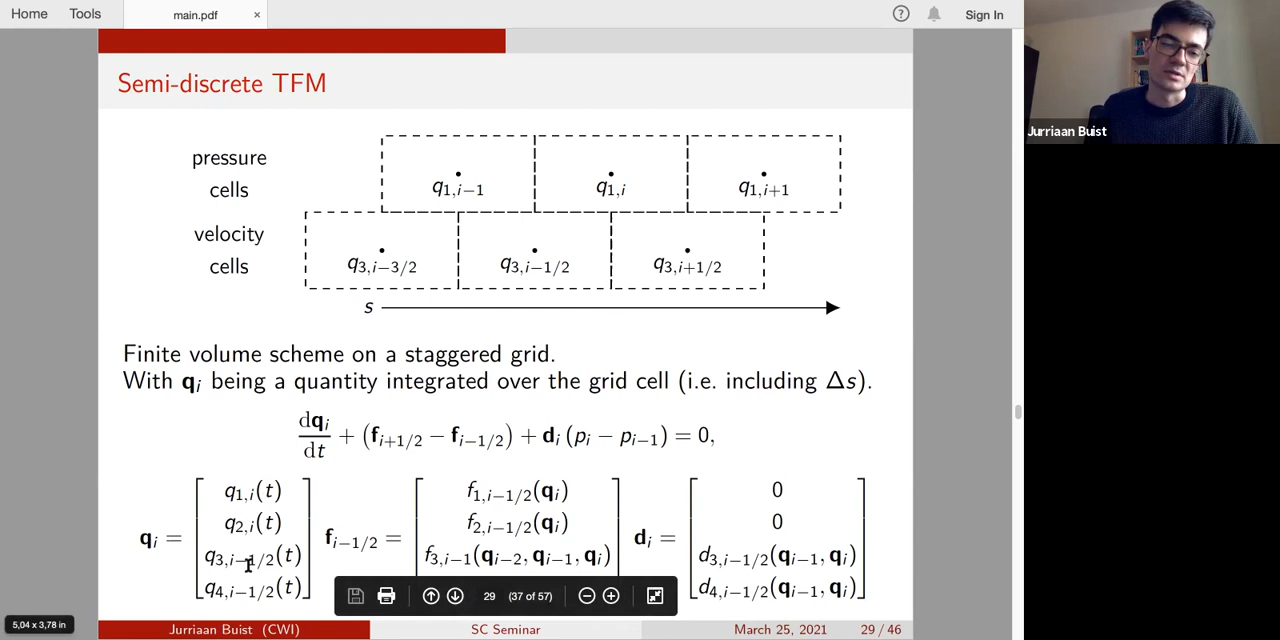 Home Tools main.pdf × ? Sign In
Semi-discrete TFM
pressure cells
q1,i−1 q1,i q1,i+1
velocity cells
q3,i−3/2 q3,i−1/2 q3,i+1/2
s
Finite volume scheme on a staggered grid.
With qi being a quantity integrated over the grid cell (i.e. including Δs).
dqi/dt + (fi+1/2 − fi−1/2) + di (pi − pi−1) = 0,
qi = [q1,i(t) q2,i(t) q3,i−1/2(t) q4,i−1/2(t)] fi−1/2 = [f1,i−1/2(qi) f2,i−1/2(qi) f3,i−1(qi−2, qi−1, qi)] di = [0 0 d3,i−1/2(qi−1, qi) d4,i−1/2(qi−1, qi)]
29 (37 of 57)
5,04 x 3,78 in
Jurriaan Buist (CWI) SC Seminar March 25, 2021 29 / 46
Jurriaan Buist